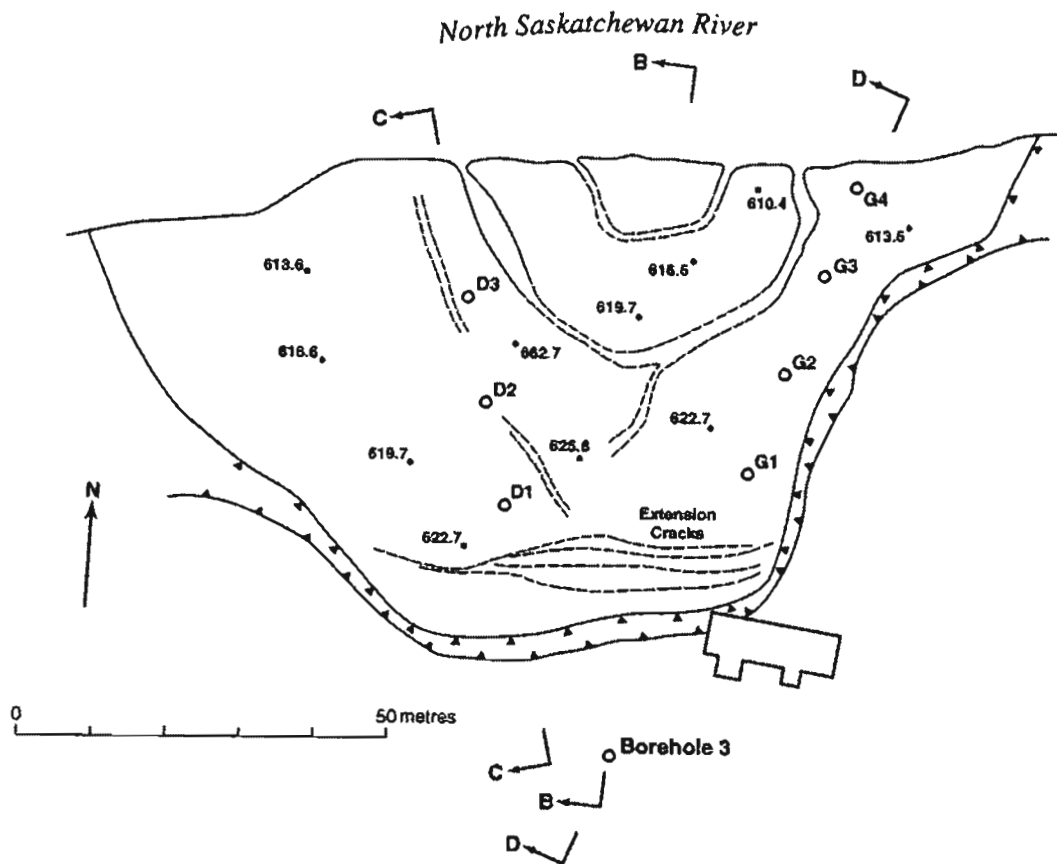 North Saskatchewan River
B
D
C
610.4
G4
613.5
613.6
616.5
G3
D3
619.7
662.7
616.6
G2
D2
622.7
619.7
625.6
G1
D1
N
Extension
Cracks
622.7
0
50 metres
Borehole 3
C
B
D